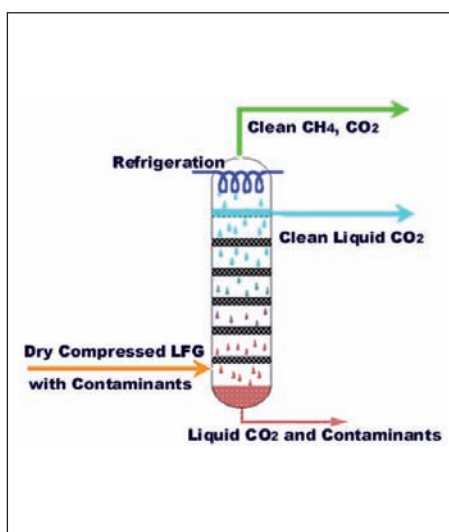 Clean CH4, CO2
Refrigeration
Clean Liquid CO2
Dry Compressed LFG
with Contaminants
Liquid CO2 and Contaminants